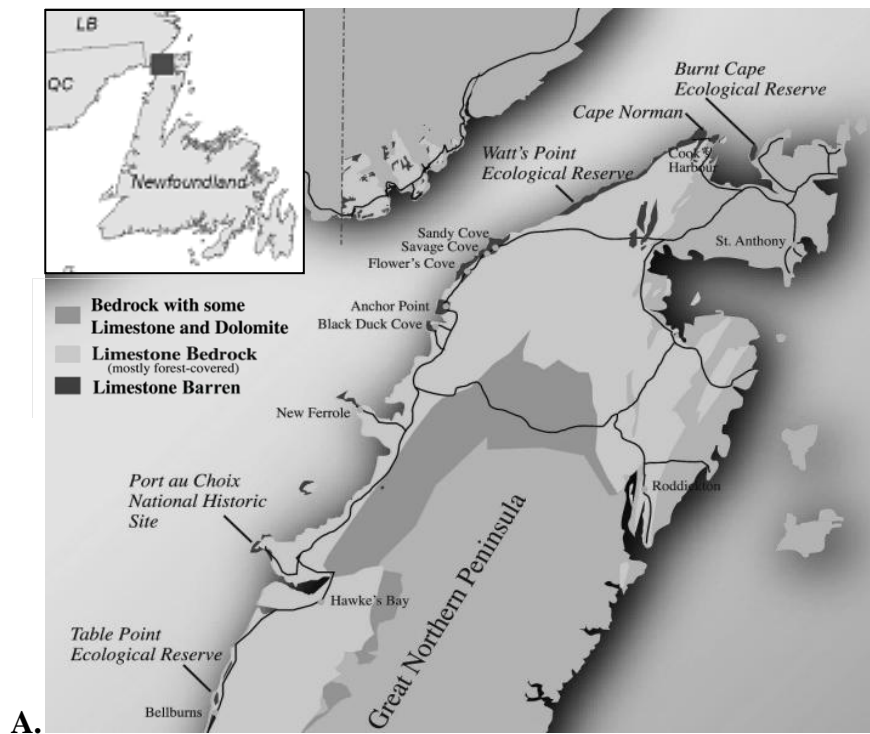 LB
QC
Newfoundland
Burnt Cape
Ecological Reserve
Cape Norman
Cook's
Harbour
Watt's Point
Ecological Reserve
St. Anthony
Sandy Cove
Savage Cove
Flower's Cove
Anchor Point
Black Duck Cove
Bedrock with some
Limestone and Dolomite
Limestone Bedrock
(mostly forest-covered)
Limestone Barren
New Ferrole
Port au Choix
National Historic
Site
Roddickton
Great Northern Peninsula
Hawke's Bay
Table Point
Ecological Reserve
Bellburns
A.